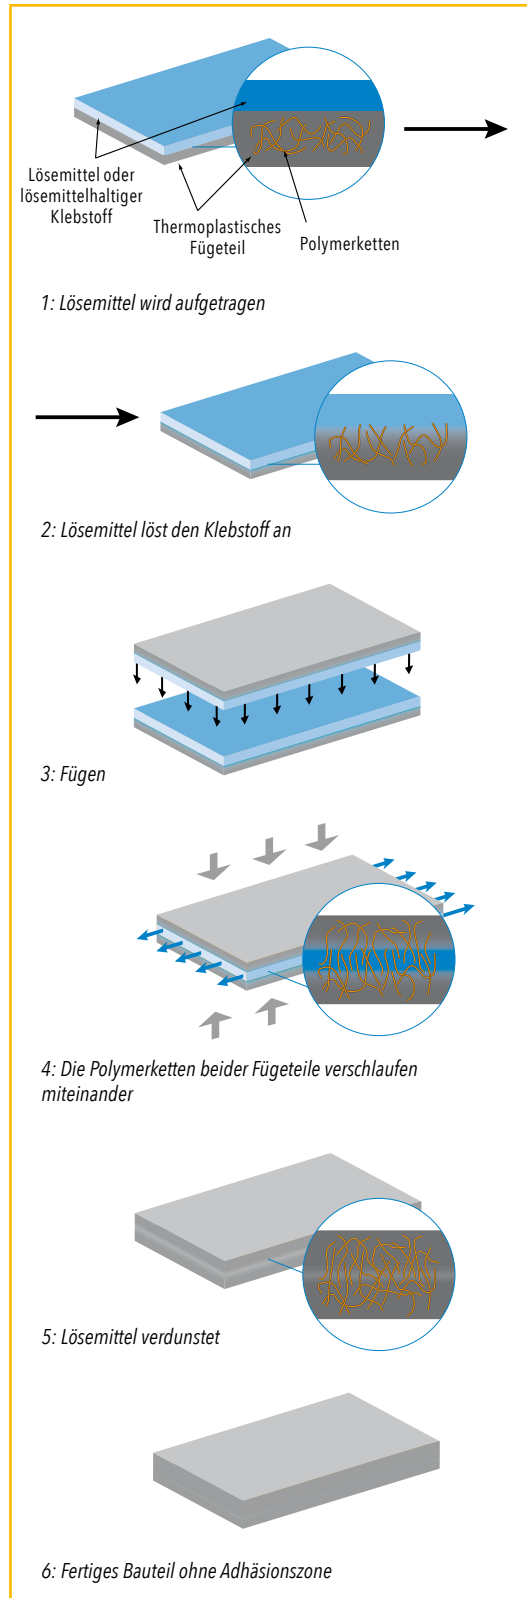 Lösemittel oder
lösemittelhaltiger
Klebstoff
Thermoplastisches
Fügeteil
Polymerketten
1: Lösemittel wird aufgetragen
2: Lösemittel löst den Klebstoff an
3: Fügen
4: Die Polymerketten beider Fügeteile verschlaufen
miteinander
5: Lösemittel verdunstet
6: Fertiges Bauteil ohne Adhäsionszone